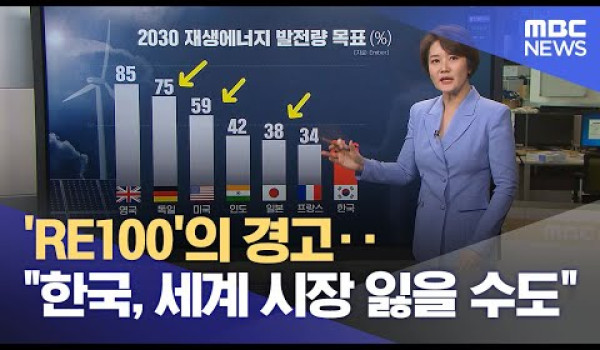 2030 재생에너지 발전량 목표 (%)
MBC
NEWS
85
75
59
42
38
34
영국
독일
미국
인도
일본
프랑스
한국
'RE100'의 경고‥
"한국, 세계 시장 잃을 수도"